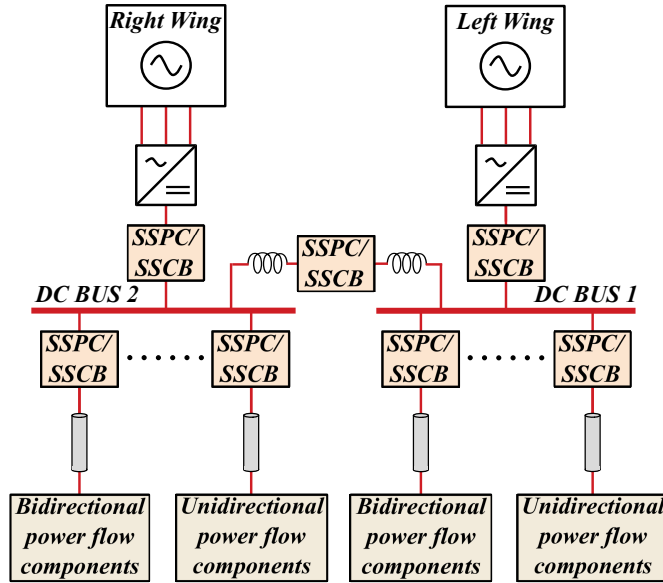 Right Wing
Left Wing
SSPC/
SSCB
SSPC/
SSCB
SSPC/
SSCB
DC BUS 2
DC BUS 1
SSPC/
SSCB
SSPC/
SSCB
SSPC/
SSCB
SSPC/
SSCB
Bidirectional
power flow
components
Unidirectional
power flow
components
Bidirectional
power flow
components
Unidirectional
power flow
components